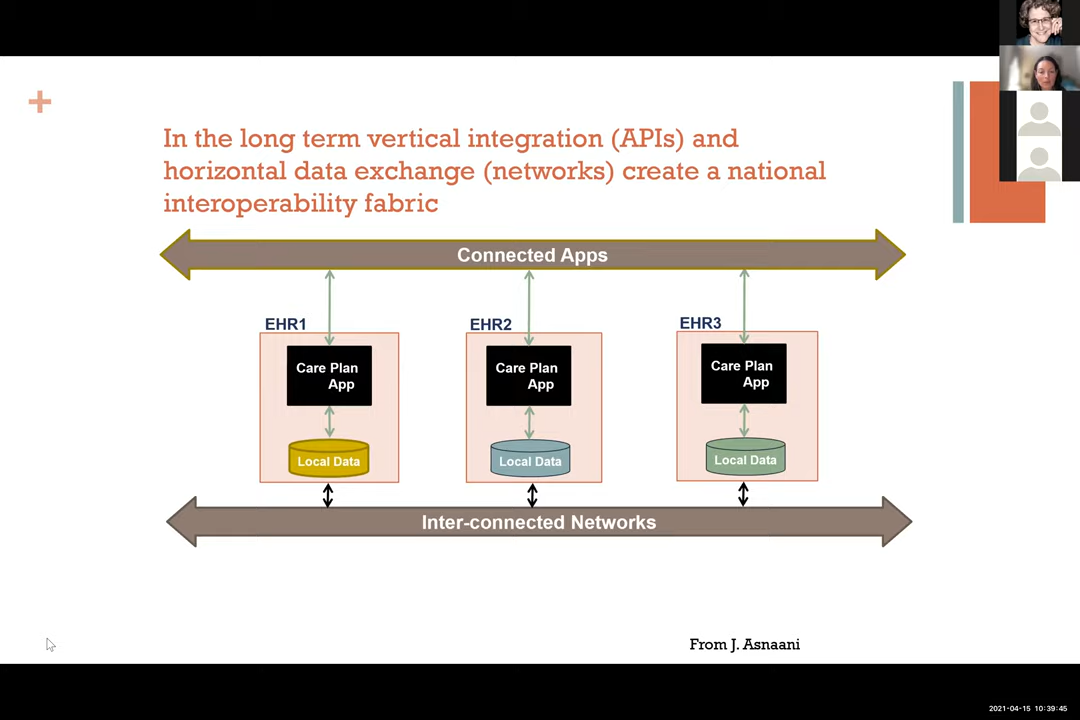 +
In the long term vertical integration (APIs) and
horizontal data exchange (networks) create a national
interoperability fabric
Connected Apps
EHR1
EHR2
EHR3
Care Plan
App
Care Plan
App
Care Plan
App
Local Data
Local Data
Local Data
Inter-connected Networks
From J. Asnaani
2021-04-15 10:39:45